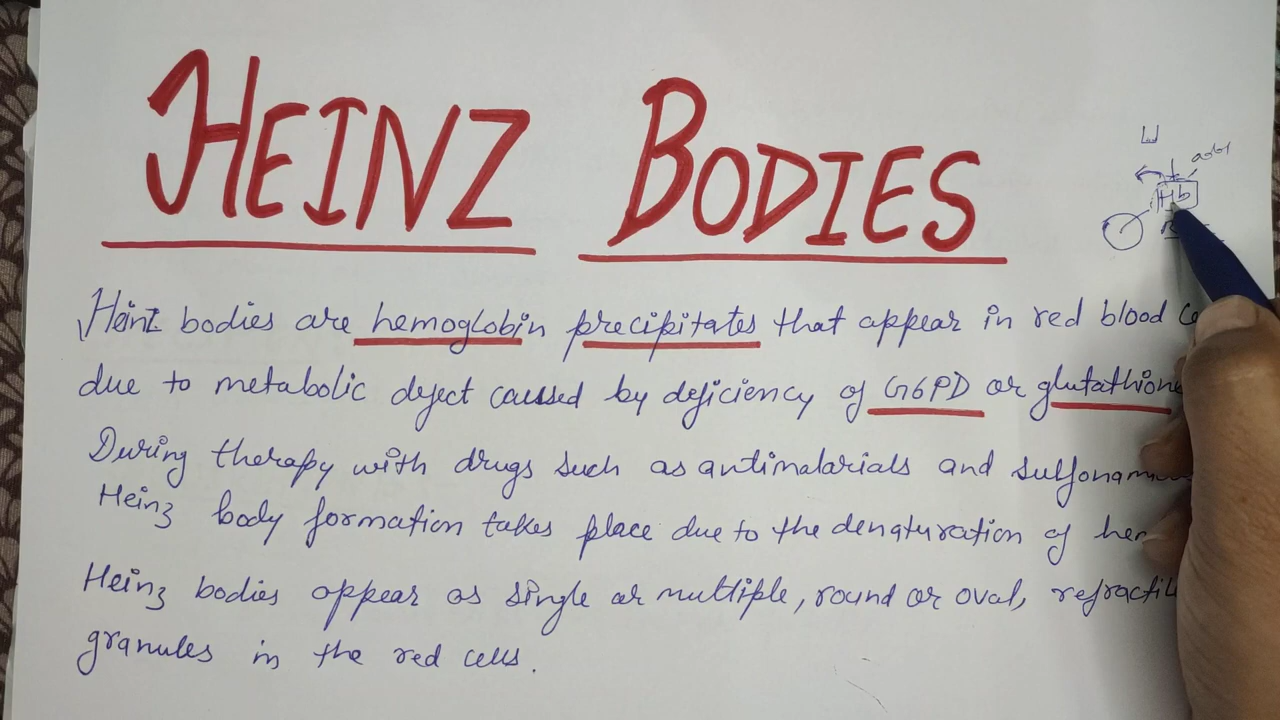 HEINZ BODIES
Heinz bodies are hemoglobin precipitates that appear in red blood
due to metabolic defect caused by deficiency of G6PD or glutathione
During therapy with drugs such as antimalarials and
Heinz body formation takes place due to the denaturation of
Heinz bodies appear as single or multiple, round or oval,
granules in the red cells.
Hb